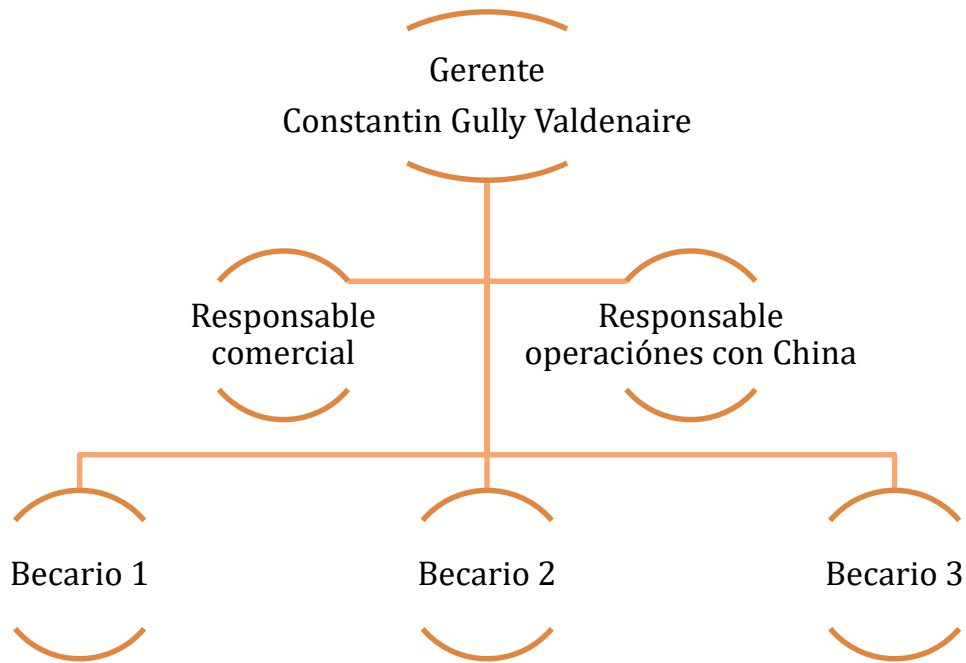 Gerente
Constantin Gully Valdenaire
Responsable
comercial
Responsable
operaciónes con China
Becario 1
Becario 2
Becario 3